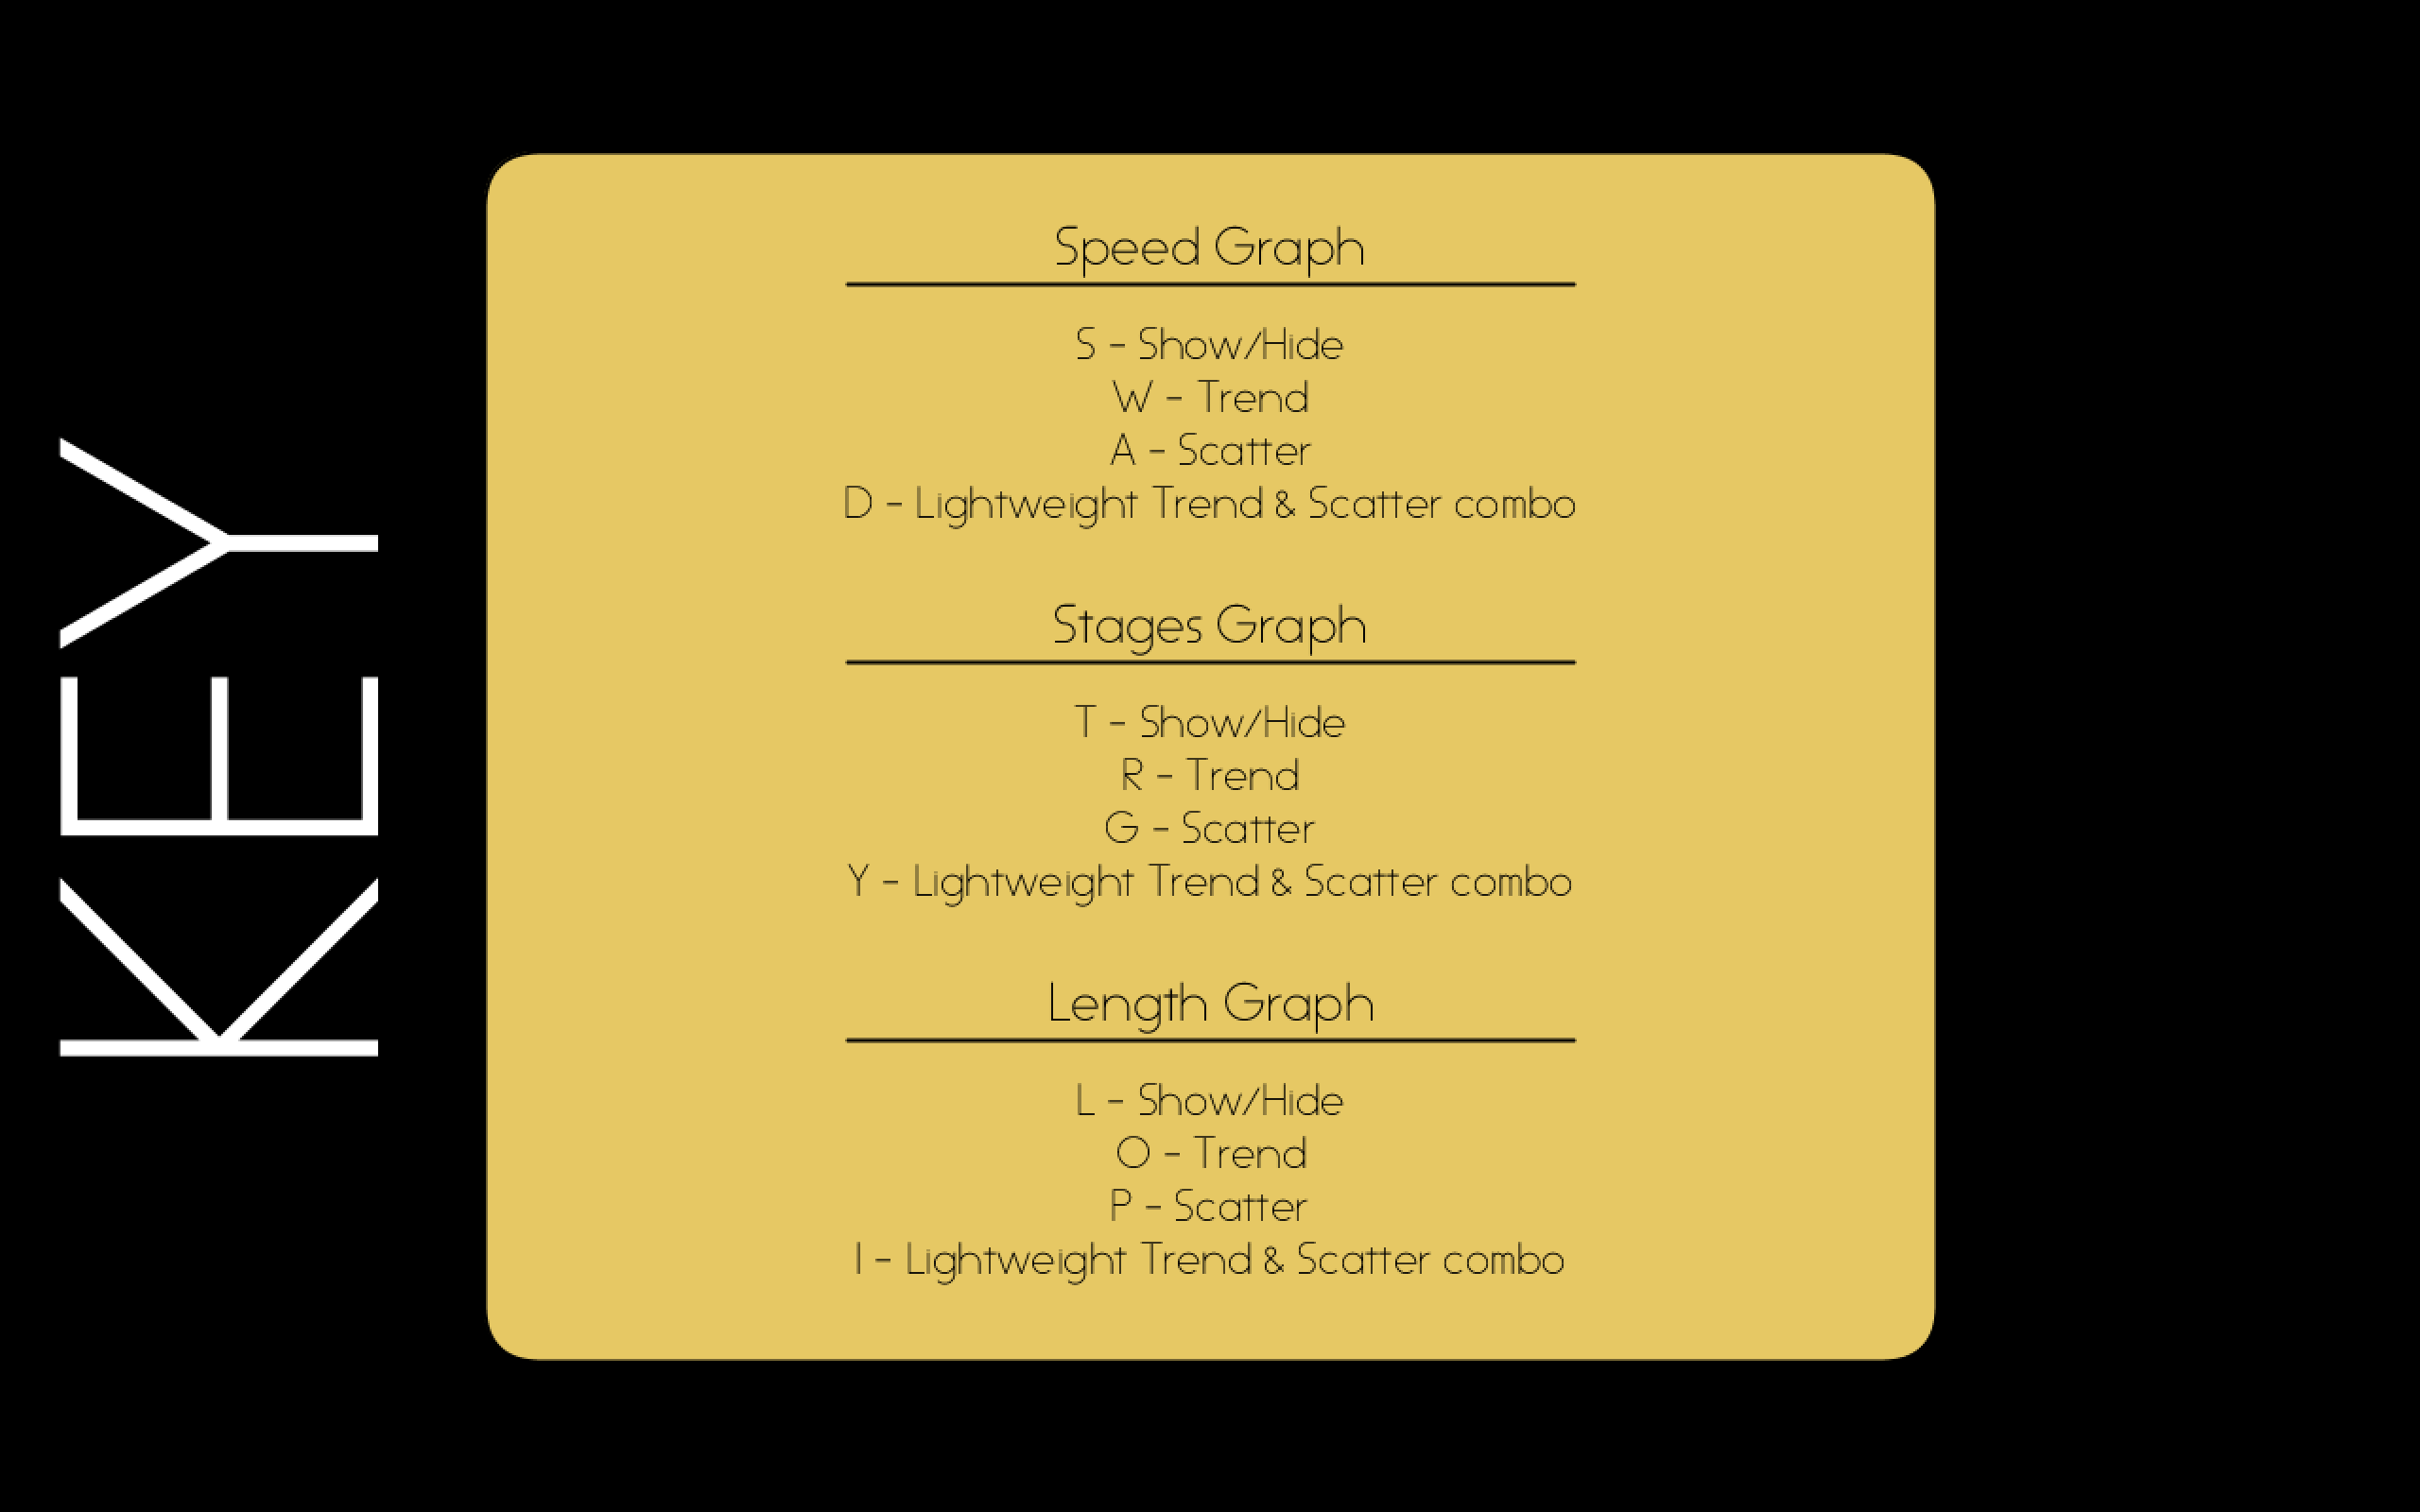 KEY
Speed Graph
S - Show/Hide
W - Trend
A - Scatter
D - Lightweight Trend & Scatter combo
Stages Graph
T - Show/Hide
R - Trend
G - Scatter
Y - Lightweight Trend & Scatter combo
Length Graph
L - Show/Hide
O - Trend
P - Scatter
I - Lightweight Trend & Scatter combo